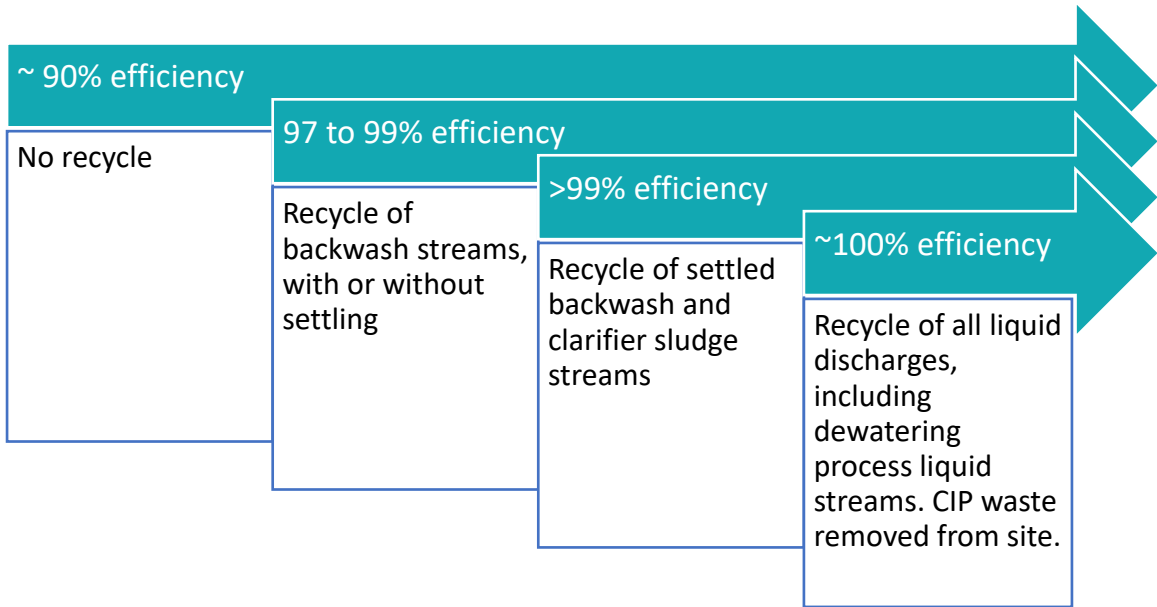 ~ 90% efficiency
No recycle
97 to 99% efficiency
Recycle of
backwash streams,
with or without
settling
>99% efficiency
Recycle of settled
backwash and
clarifier sludge
streams
~100% efficiency
Recycle of all liquid
discharges,
including
dewatering
process liquid
streams. CIP waste
removed from site.